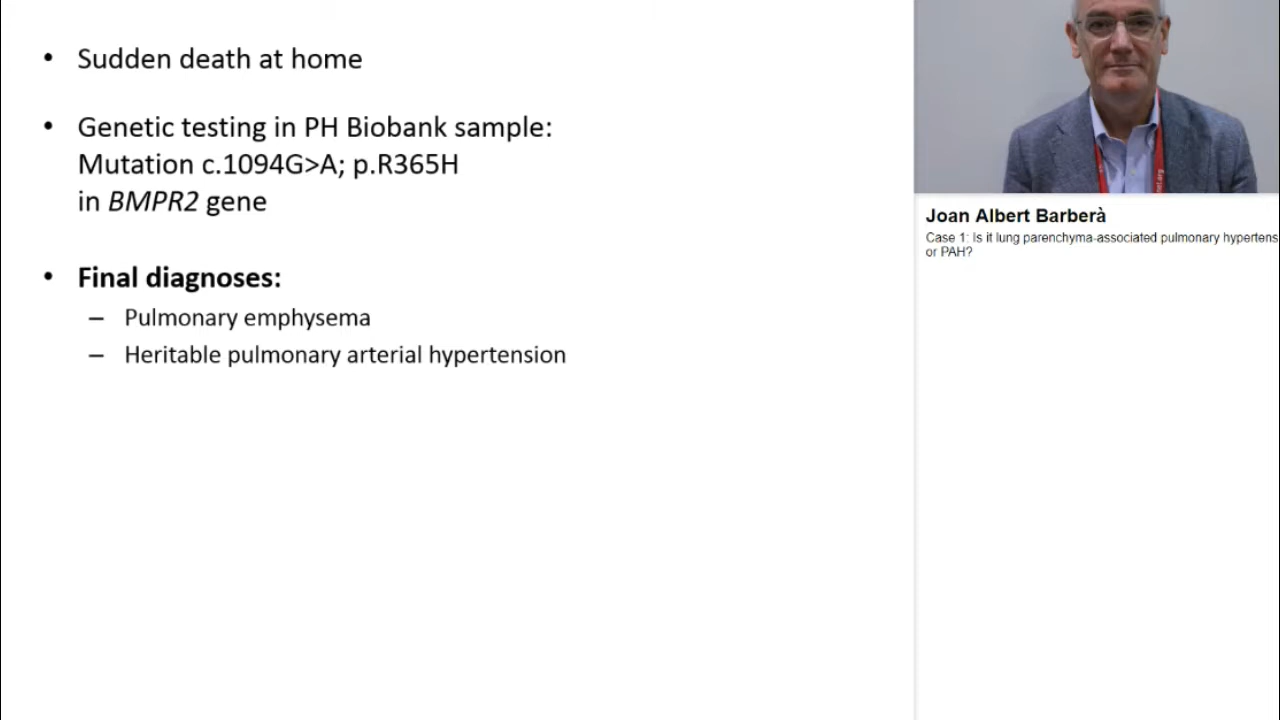 • Sudden death at home
• Genetic testing in PH Biobank sample:
Mutation c.1094G>A; p.R365H
in BMPR2 gene
• Final diagnoses:
– Pulmonary emphysema
– Heritable pulmonary arterial hypertension
Joan Albert Barberà
Case 1: Is it lung parenchyma-associated pulmonary hypertens
or PAH?